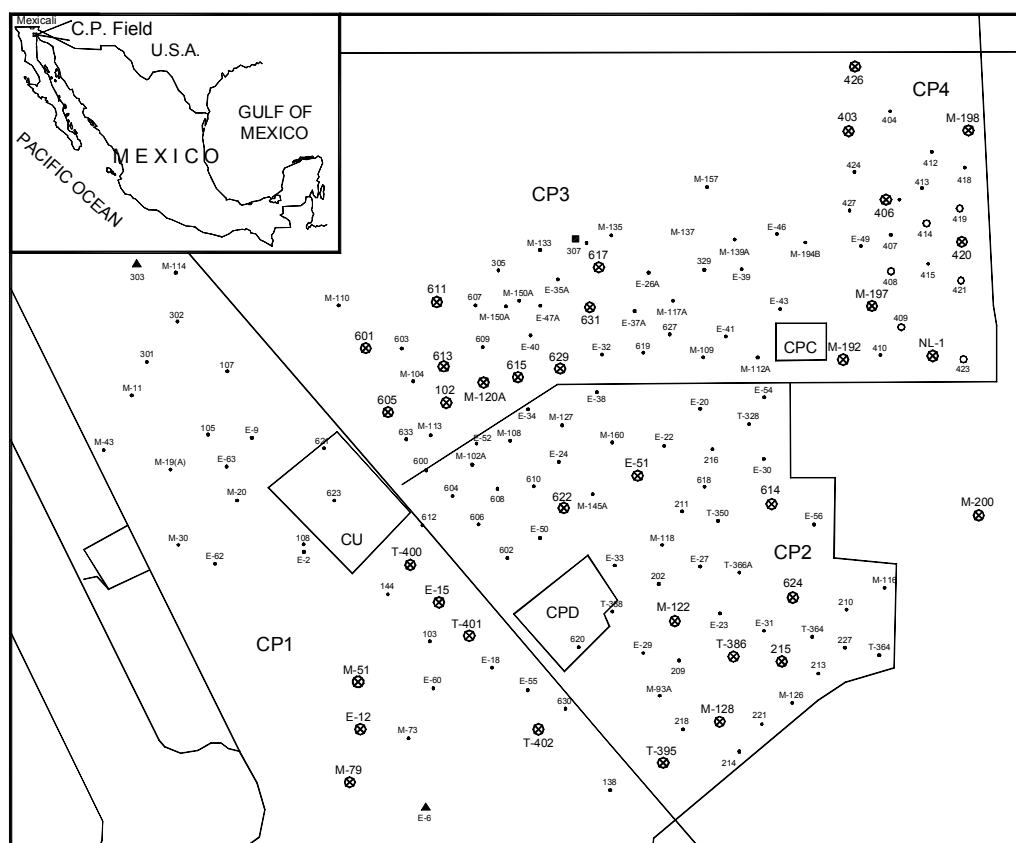 Mexicali
C.P. Field
U.S.A.
GULF OF
MEXICO
MEXICO
PACIFIC OCEAN
426
CP4
403
404
M-198
412
424
418
M-157
413
CP3
427
406
419
414
M-135
M-137
E-46
M-133
307
M-139A
M-194B
E-49
407
420
617
303
M-114
305
329
E-39
415
E-35A
E-26A
408
421
611
M-110
607
M-150A
M-150A
E-47A
631
M-117A
E-43
M-197
302
E-37A
409
601
603
609
E-40
627
E-41
CPC
301
613
615
629
E-32
619
M-109
M-112A
M-192
410
NL-1
423
107
M-104
M-11
102
M-120A
E-38
E-54
605
E-34
E-20
T-328
105
E-9
633
M-113
M-127
M-43
621
E-52
M-108
M-160
E-22
M-19(A)
E-63
600
M-102A
E-24
216
E-30
E-51
M-20
623
604
608
610
618
614
M-200
622
M-145A
211
T-350
E-56
612
606
E-50
M-30
CU
108
E-2
E-62
602
M-118
CP2
T-400
E-33
E-27
T-366A
144
202
624
M-116
E-15
CPD
T-388
M-122
E-23
210
T-401
103
E-31
T-364
CP1
620
E-29
T-386
215
227
T-364
E-18
209
213
M-51
E-60
E-55
M-93A
M-126
630
E-12
M-73
T-402
218
M-128
221
214
T-395
M-79
138
E-6